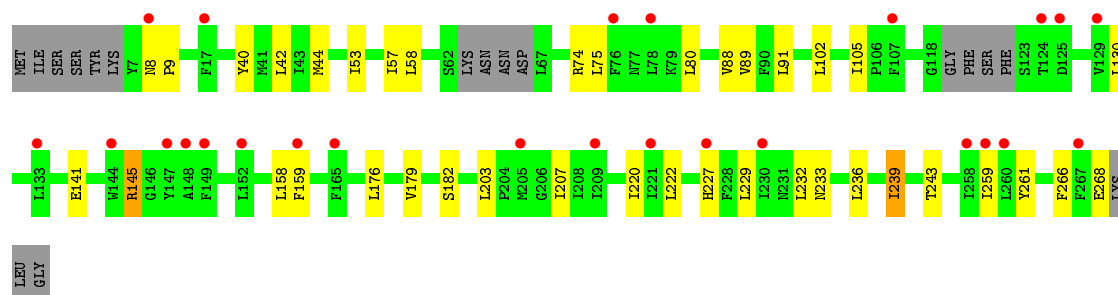 MET ILE SER SER TYR LYS Y7 N8 P9 F17 Y40 M41 L42 I43 M44 I53 I57 L58 S62 LYS ASN ASN ASP L67 R74 L75 F76 N77 L78 K79 L80 V88 V89 F90 L91 L102 I105 P106 F107 G118 GLY PHE SER PHE S123 T124 D125 V129 L130
L133 E141 W144 R145 G146 Y147 A148 F149 L152 L158 F159 F165 L176 V179 S182 L203 P204 M205 G206 I207 I208 I209 I220 I221 L222 H227 F228 L229 I230 N231 L232 N233 L236 I239 T243 I258 I259 L260 Y261 F266 F267 E268 LYS
LEU GLY